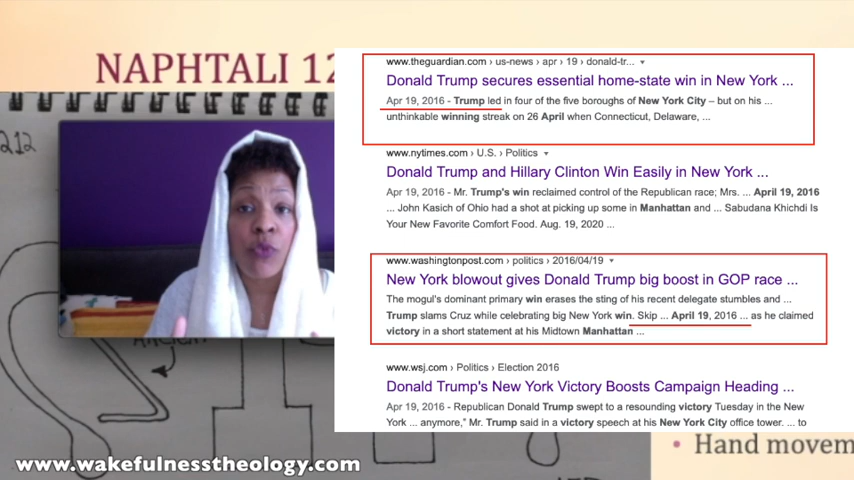 NAPHTALI 12
212
www.theguardian.com › us-news › apr › 19 › donald-tr... ▾
Donald Trump secures essential home-state win in New York ...
Apr 19, 2016 - Trump led in four of the five boroughs of New York City – but on his ...
unthinkable winning streak on 26 April when Connecticut, Delaware, ...
www.nytimes.com › U.S. › Politics ▾
Donald Trump and Hillary Clinton Win Easily in New York ...
Apr 19, 2016 - Mr. Trump's win reclaimed control of the Republican race; Mrs. ... April 19, 2016
... John Kasich of Ohio had a shot at picking up some in Manhattan and ... Sabudana Khichdi Is
Your New Favorite Comfort Food. Aug. 19, 2020 ...
www.washingtonpost.com › politics › 2016/04/19 ▾
New York blowout gives Donald Trump big boost in GOP race ...
The mogul's dominant primary win erases the sting of his recent delegate stumbles and ...
Trump slams Cruz while celebrating big New York win. Skip ... April 19, 2016 ... as he claimed
victory in a short statement at his Midtown Manhattan ...
www.wsj.com › Politics › Election 2016
Donald Trump's New York Victory Boosts Campaign Heading ...
Apr 19, 2016 - Republican Donald Trump swept to a resounding victory Tuesday in the New
York ... anymore," Mr. Trump said in a victory speech at his New York City office tower. ... to
• Hand movem
www.wakefulnesstheology.com